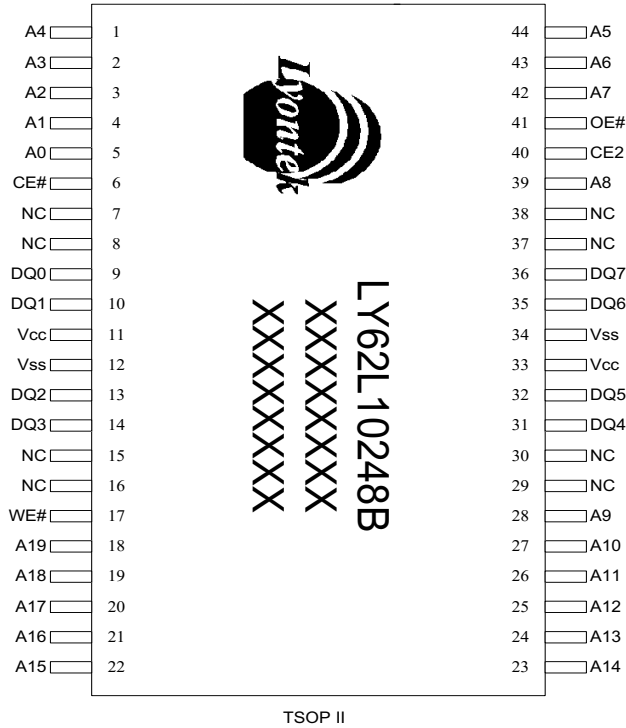 A4 1 44 A5
A3 2 43 A6
A2 3 42 A7
A1 4 41 OE#
A0 5 40 CE2
CE# 6 39 A8
NC 7 38 NC
NC 8 37 NC
DQ0 9 36 DQ7
DQ1 10 35 DQ6
Vcc 11 34 Vss
Vss 12 33 Vcc
DQ2 13 32 DQ5
DQ3 14 31 DQ4
NC 15 30 NC
NC 16 29 NC
WE# 17 28 A9
A19 18 27 A10
A18 19 26 A11
A17 20 25 A12
A16 21 24 A13
A15 22 23 A14
Lyontek
LY62L10248B
XXXXXXXX
XXXXXXXX
TSOP II